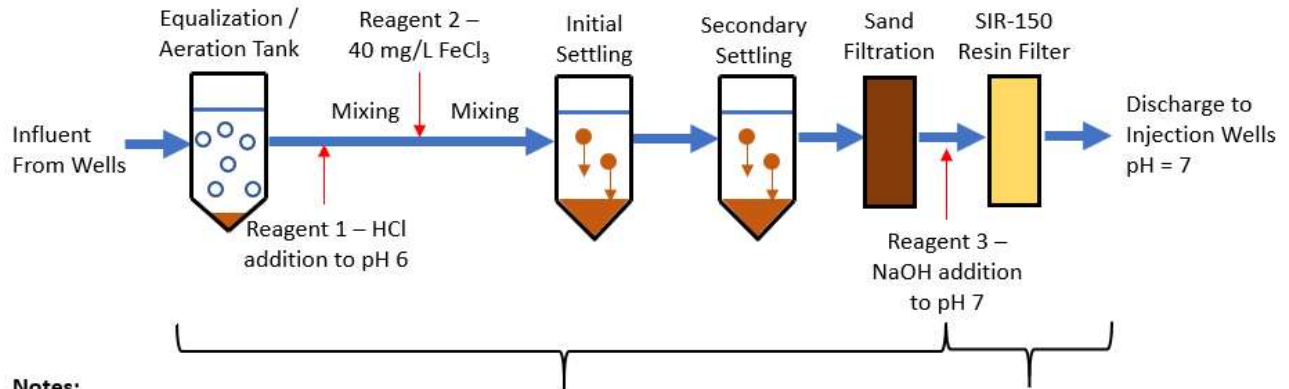 Equalization /
Aeration Tank
Reagent 2 –
40 mg/L FeCl₃
Initial
Settling
Secondary
Settling
Sand
Filtration
SIR-150
Resin Filter
Influent
From Wells
Mixing
Mixing
Discharge to
Injection Wells
pH = 7
Reagent 1 – HCl
addition to pH 6
Reagent 3 –
NaOH addition
to pH 7
Notes: